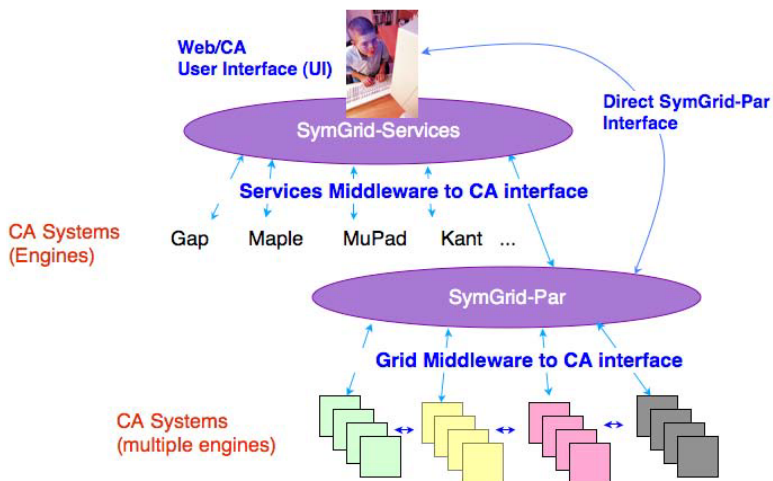 Web/CA
User Interface (UI)
SymGrid-Services
Direct SymGrid-Par
Interface
Services Middleware to CA interface
CA Systems
(Engines)
Gap Maple MuPad Kant ...
SymGrid-Par
Grid Middleware to CA interface
CA Systems
(multiple engines)